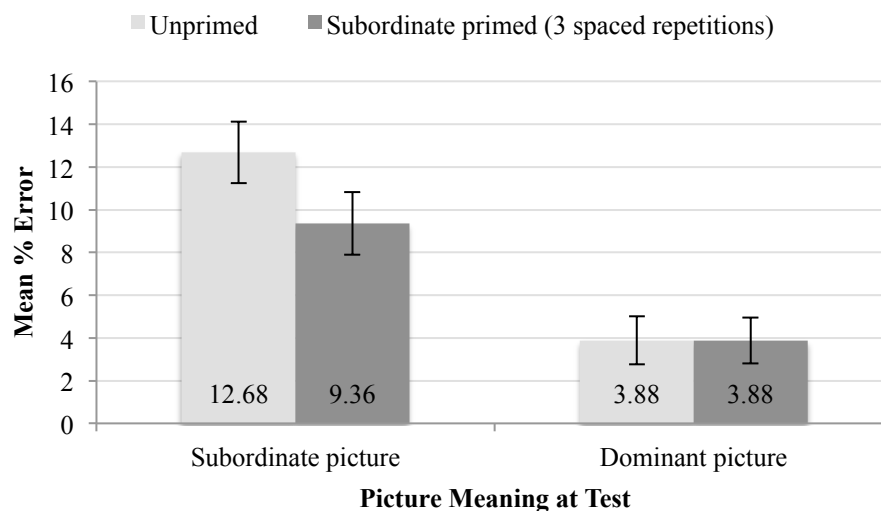 Unprimed Subordinate primed (3 spaced repetitions)
Mean % Error
16
14
12
10
8
6
4
2
0
12.68 9.36 3.88 3.88
Subordinate picture Dominant picture
Picture Meaning at Test